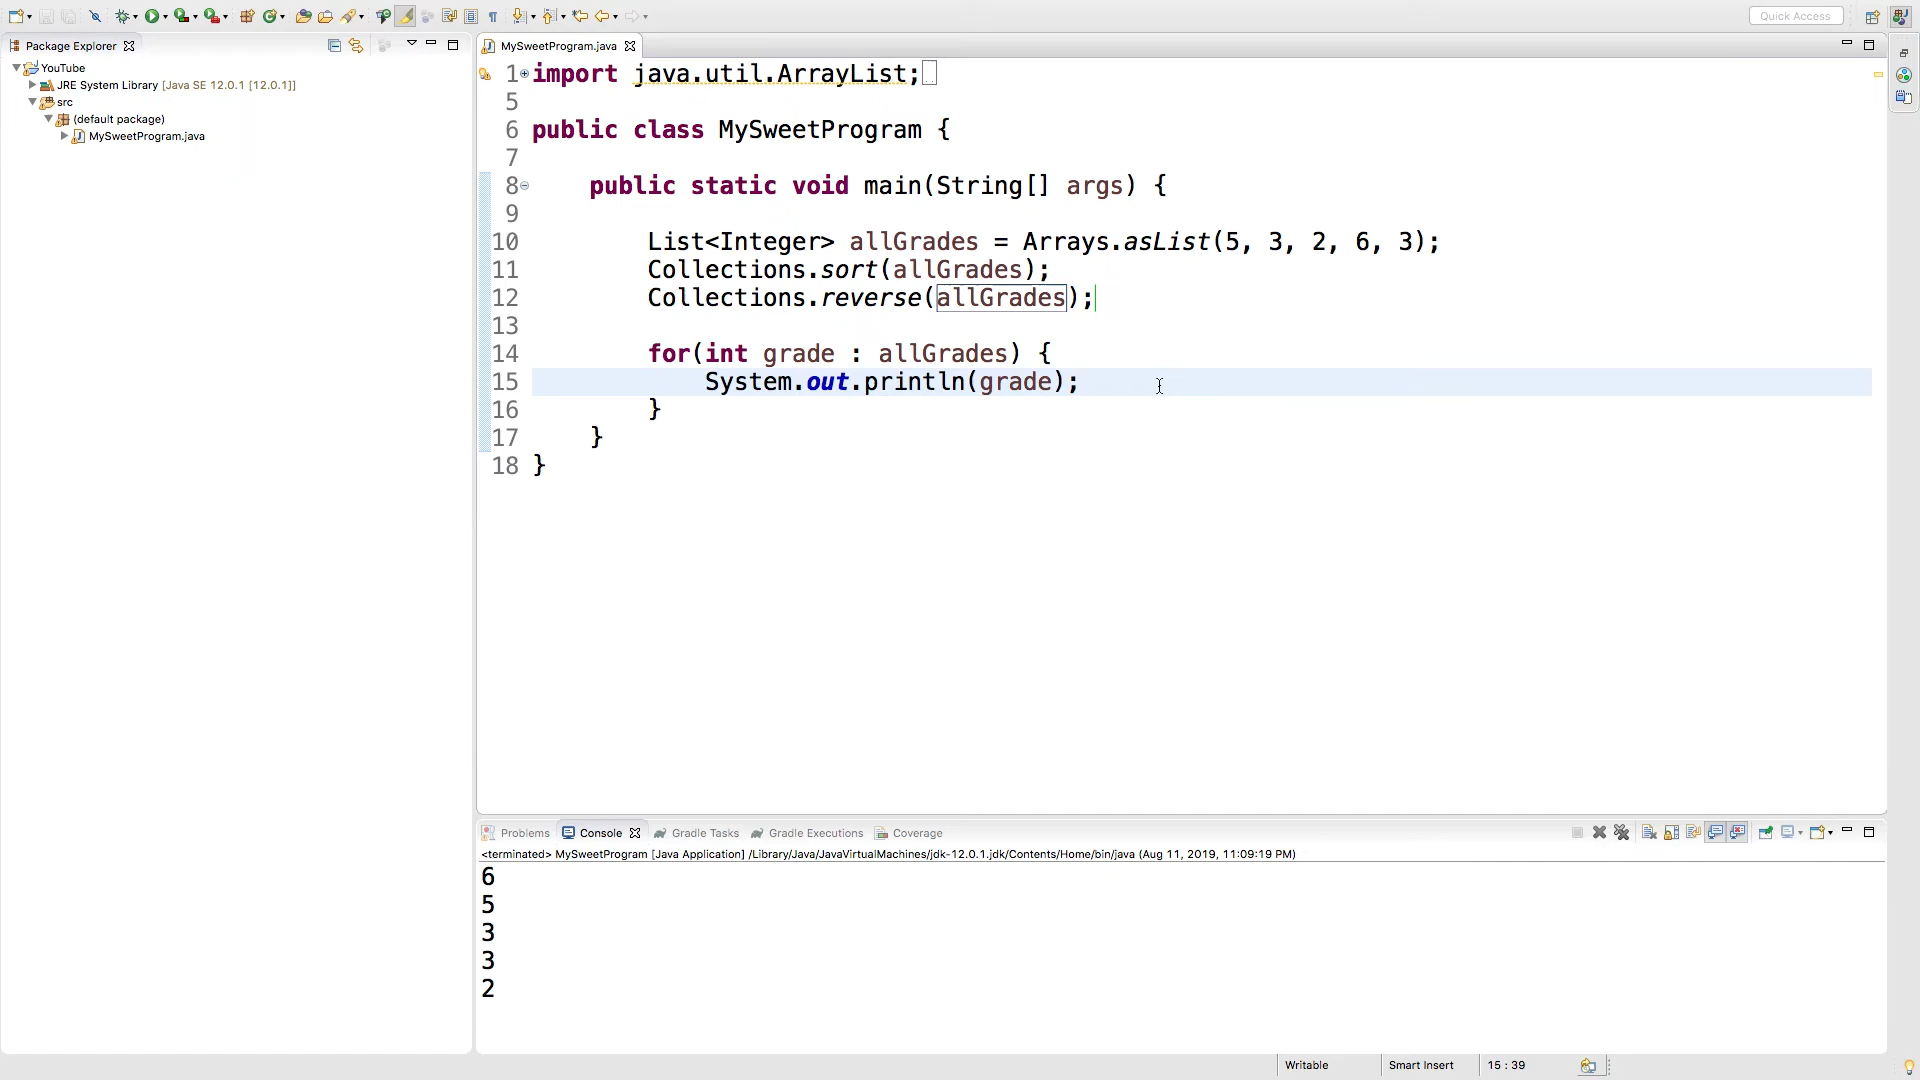 Quick Access
Package Explorer
YouTube
JRE System Library [Java SE 12.0.1 [12.0.1]]
src
(default package)
MySweetProgram.java
MySweetProgram.java
1 import java.util.ArrayList;
5
6 public class MySweetProgram {
7
8 public static void main(String[] args) {
9
10 List<Integer> allGrades = Arrays.asList(5, 3, 2, 6, 3);
11 Collections.sort(allGrades);
12 Collections.reverse(allGrades);
13
14 for(int grade : allGrades) {
15 System.out.println(grade);
16 }
17 }
18 }
Problems Console Gradle Tasks Gradle Executions Coverage
<terminated> MySweetProgram [Java Application] /Library/Java/JavaVirtualMachines/jdk-12.0.1.jdk/Contents/Home/bin/java (Aug 11, 2019, 11:09:19 PM)
6
5
3
3
2
Writable Smart Insert 15 : 39